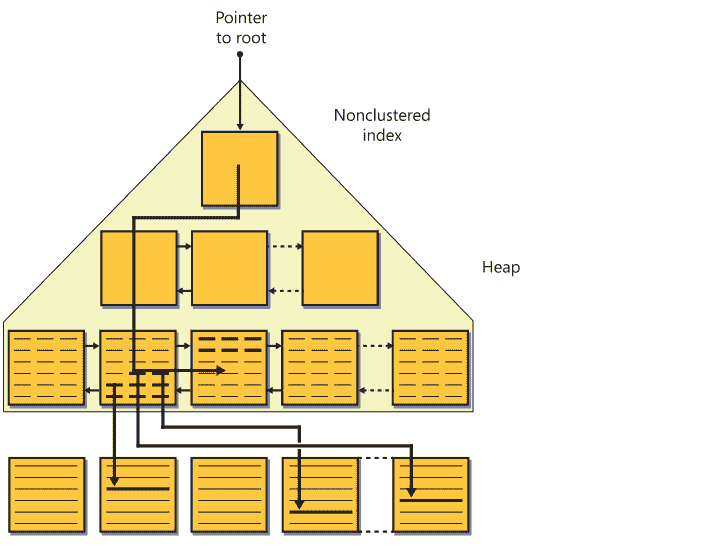 Pointer
to root
Nonclustered
index
Heap